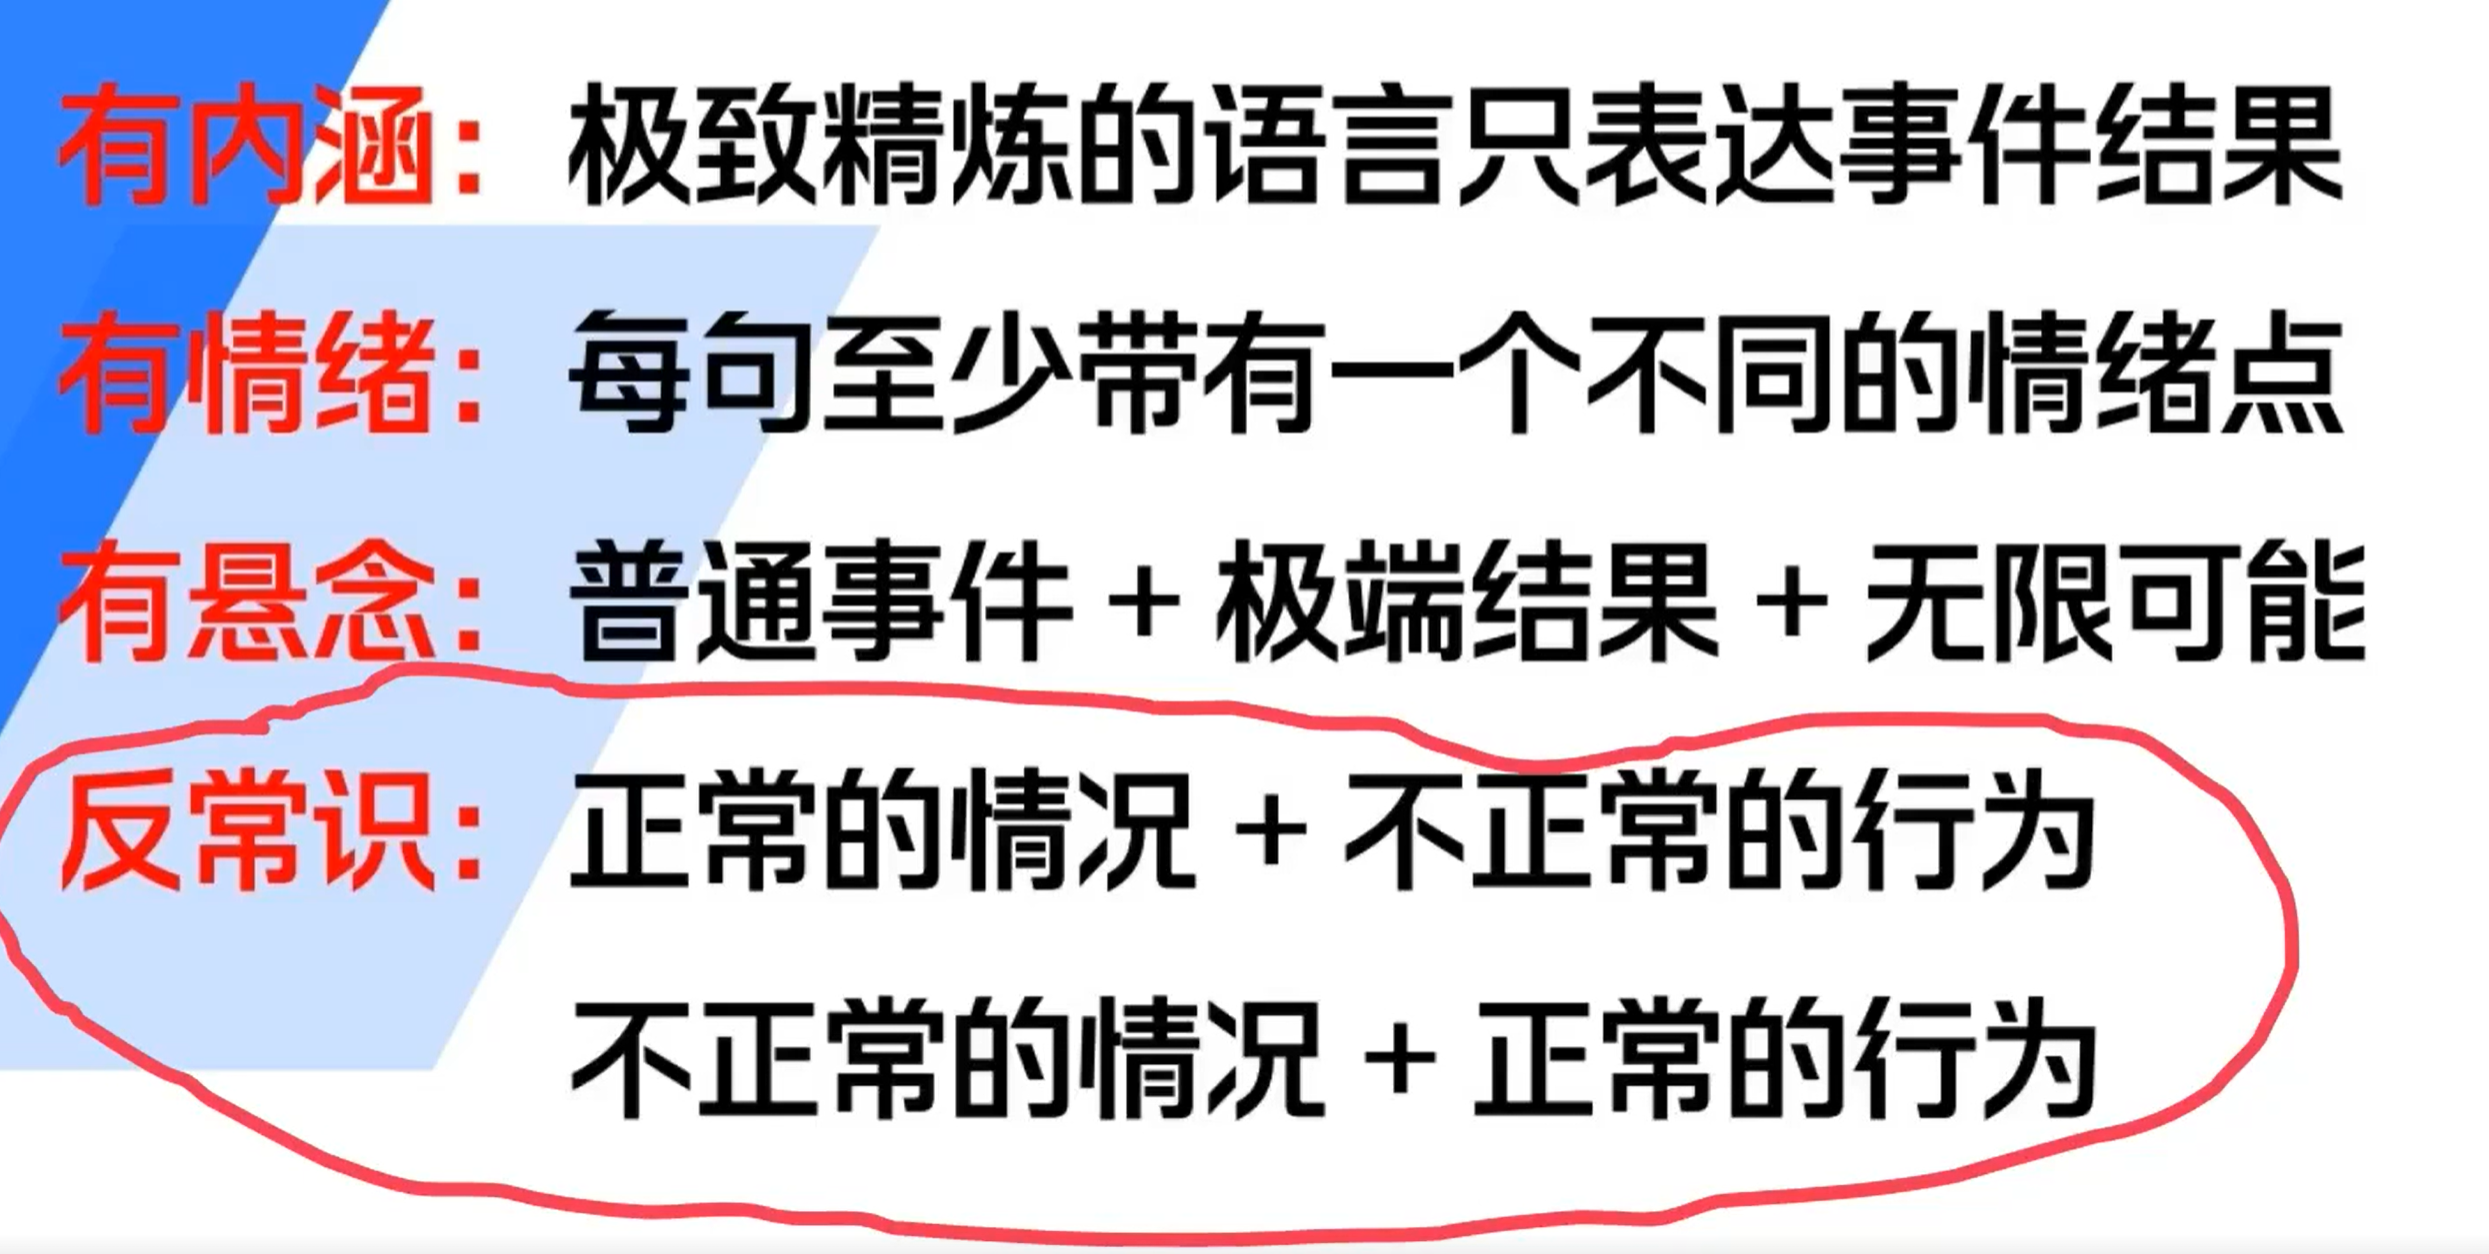 有内涵：极致精炼的语言只表达事件结果
有情绪：每句至少带有一个不同的情绪点
有悬念：普通事件 + 极端结果 + 无限可能
反常识：正常的情况 + 不正常的行为
不正常的情况 + 正常的行为